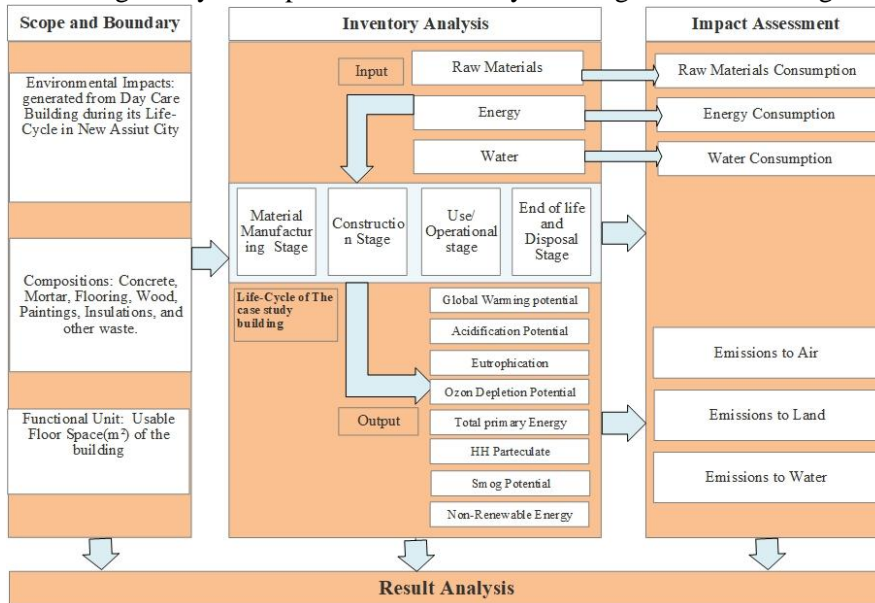 Scope and Boundary
Environmental Impacts:
generated from Day Care
Building during its Life-
Cycle in New Assiut City
Compositions: Concrete,
Mortar, Flooring, Wood,
Paintings, Insulations, and
other waste.
Functional Unit: Usable
Floor Space(m²) of the
building
Inventory Analysis
Input
Raw Materials
Energy
Water
Material
Manufactur
ing Stage
Constructio
n Stage
Use/
Operational
stage
End of life
and
Disposal
Stage
Life-Cycle of The
case study
building
Global Warming potential
Acidification Potential
Eutrophication
Ozon Depletion Potential
Output
Total primary Energy
HH Parteculate
Smog Potential
Non-Renewable Energy
Impact Assessment
Raw Materials Consumption
Energy Consumption
Water Consumption
Emissions to Air
Emissions to Land
Emissions to Water
Result Analysis